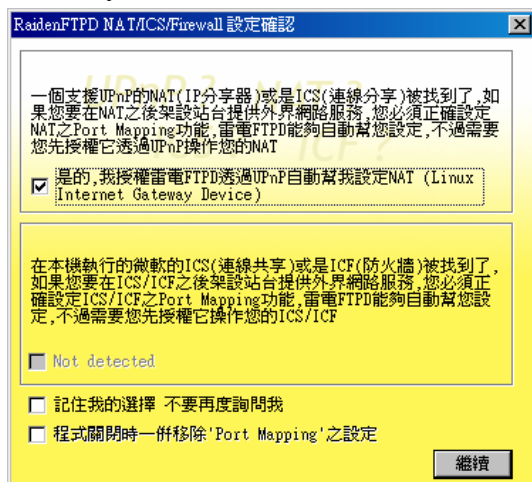 RaidenFTPD NAT/ICS/Firewall 設定確認
一個支援UPnP的NAT(IP分享器)或是ICS(連線分享)被找到了,如
果您要在NAT之後架設站台提供外界網路服務,您必須正確設定
NAT之Port Mapping功能,雷電FTPD能夠自動幫您設定,不過需要
您先授權它透過UPnP操作您的NAT
是的,我授權雷電FTPD透過UPnP自動幫我設定NAT (Linux
Internet Gateway Device)
在本機執行的微軟的ICS(連線共享)或是ICF(防火牆)被找到了,
如果您要在ICS/ICF之後架設站台提供外界網路服務,您必須正
確設定ICS/ICF之Port Mapping功能,雷電FTPD能夠自動幫您設
定,不過需要您先授權它操作您的ICS/ICF
Not detected
記住我的選擇 不要再度詢問我
程式關閉時一併移除'Port Mapping'之設定
繼續